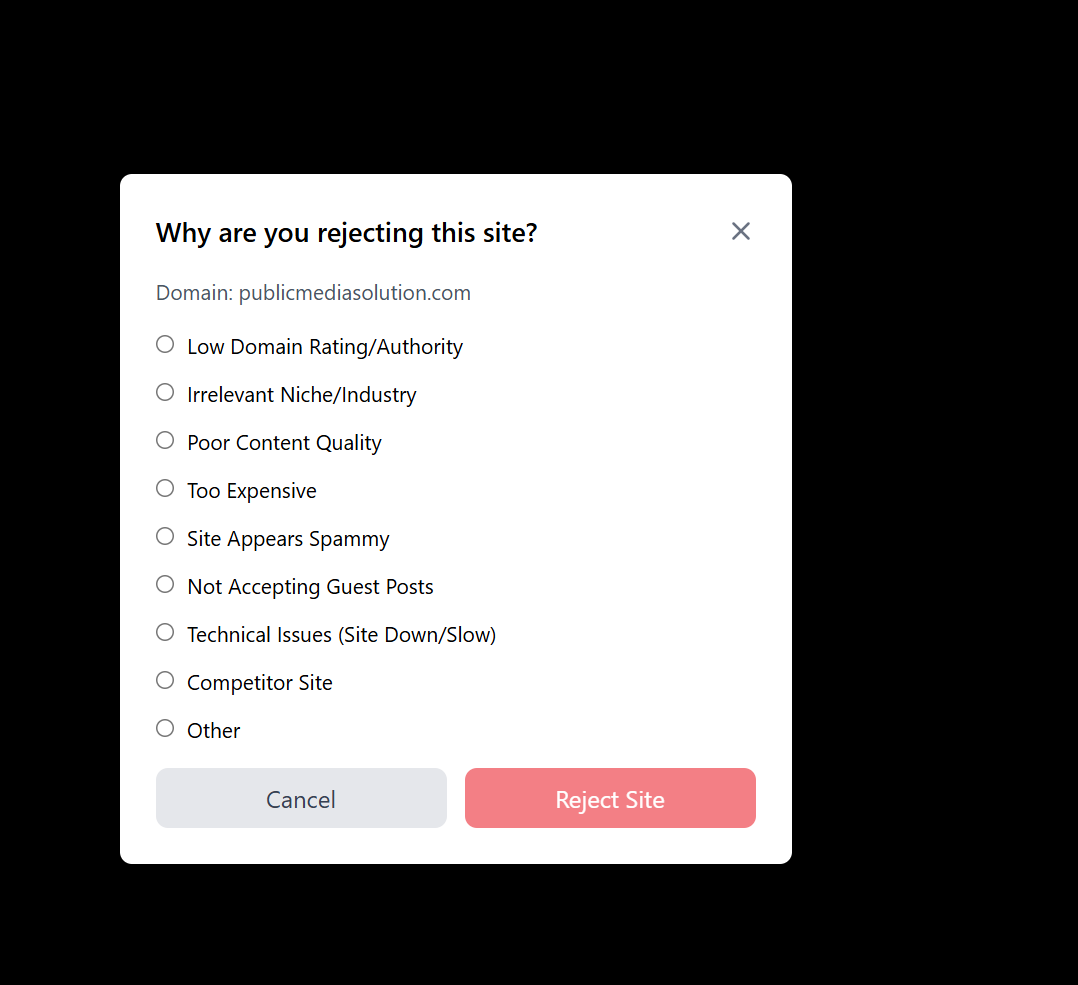 Why are you rejecting this site?
Domain: publicmediasolution.com
Low Domain Rating/Authority
Irrelevant Niche/Industry
Poor Content Quality
Too Expensive
Site Appears Spammy
Not Accepting Guest Posts
Technical Issues (Site Down/Slow)
Competitor Site
Other
Cancel
Reject Site